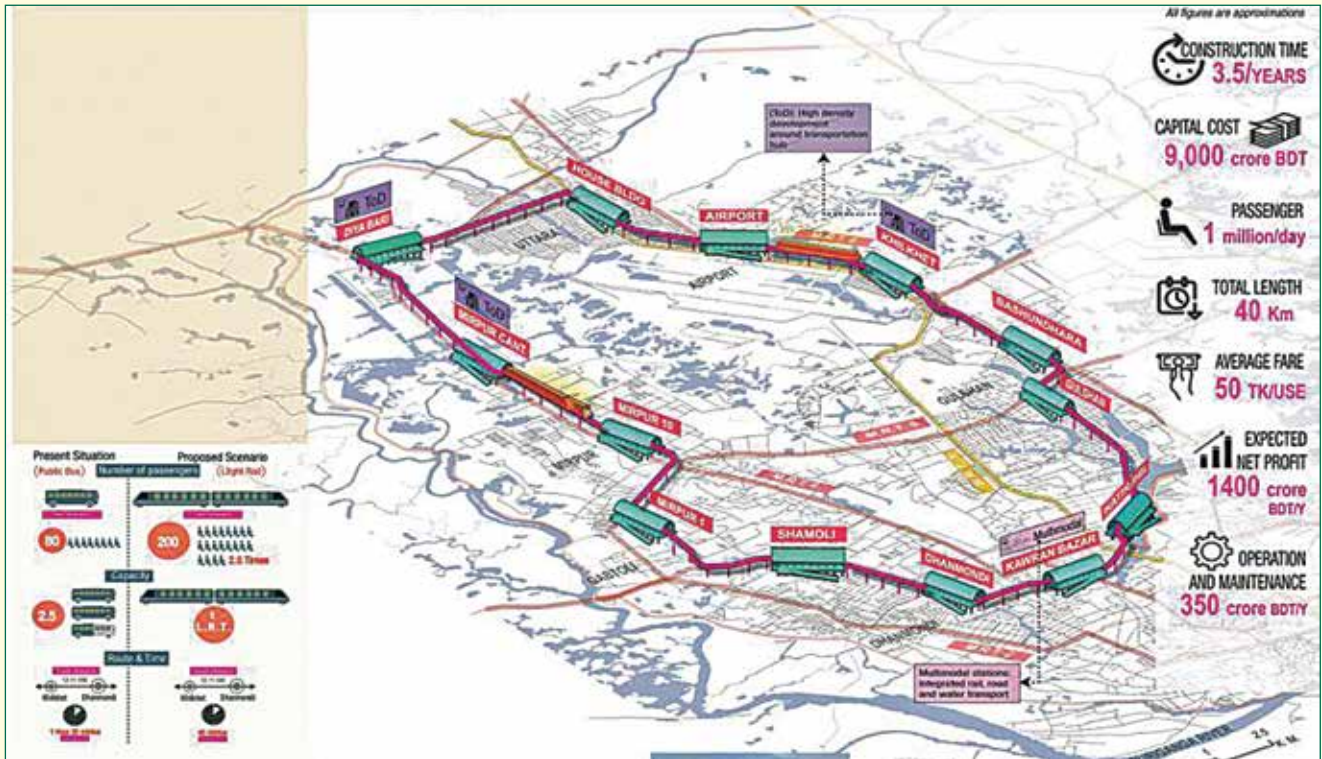 All figures are approximations
CONSTRUCTION TIME
3.5/YEARS
CAPITAL COST
9,000 crore BDT
PASSENGER
1 million/day
TOTAL LENGTH
40 Km
AVERAGE FARE
50 TK/USE
EXPECTED
NET PROFIT
1400 crore
BDT/Y
OPERATION
AND MAINTENANCE
350 crore BDT/Y
(ToD): High density
development
around transportation
hub
HOUSE BLDG
ToD
DIYA BARI
UTTARA
AIRPORT
ToD
KHILKHET
AIRPORT
ToD
MIRPUR CANT
BASHUNDHARA
GULSHAN
GULSHAN
MIRPUR 10
MIRPUR
MIRPUR 1
SHAMOLI
GABTOLI
DHANMONDI
KAWRAN BAZAR
Multimodal
DHANMONDI
Multimodal stations:
Integrated rail, road
and water transport
RIVER
2.5
K. M.
Present Situation
(Public Bus)
Proposed Scenario
(Light Rail)
Number of passengers
80
200
2.5 Times
Capacity
2.5
1
L.R.T.
Route & Time
Dhanmondi
Dhanmondi